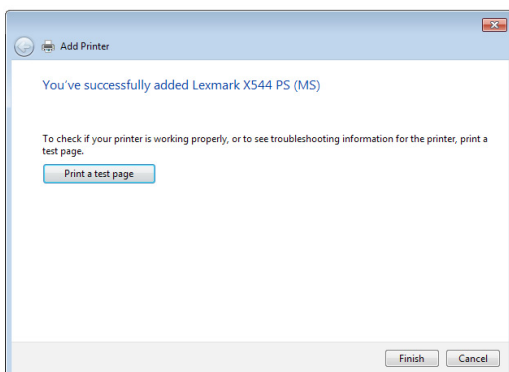 Add Printer
You've successfully added Lexmark X544 PS (MS)
To check if your printer is working properly, or to see troubleshooting information for the printer, print a
test page.
Print a test page
Finish Cancel